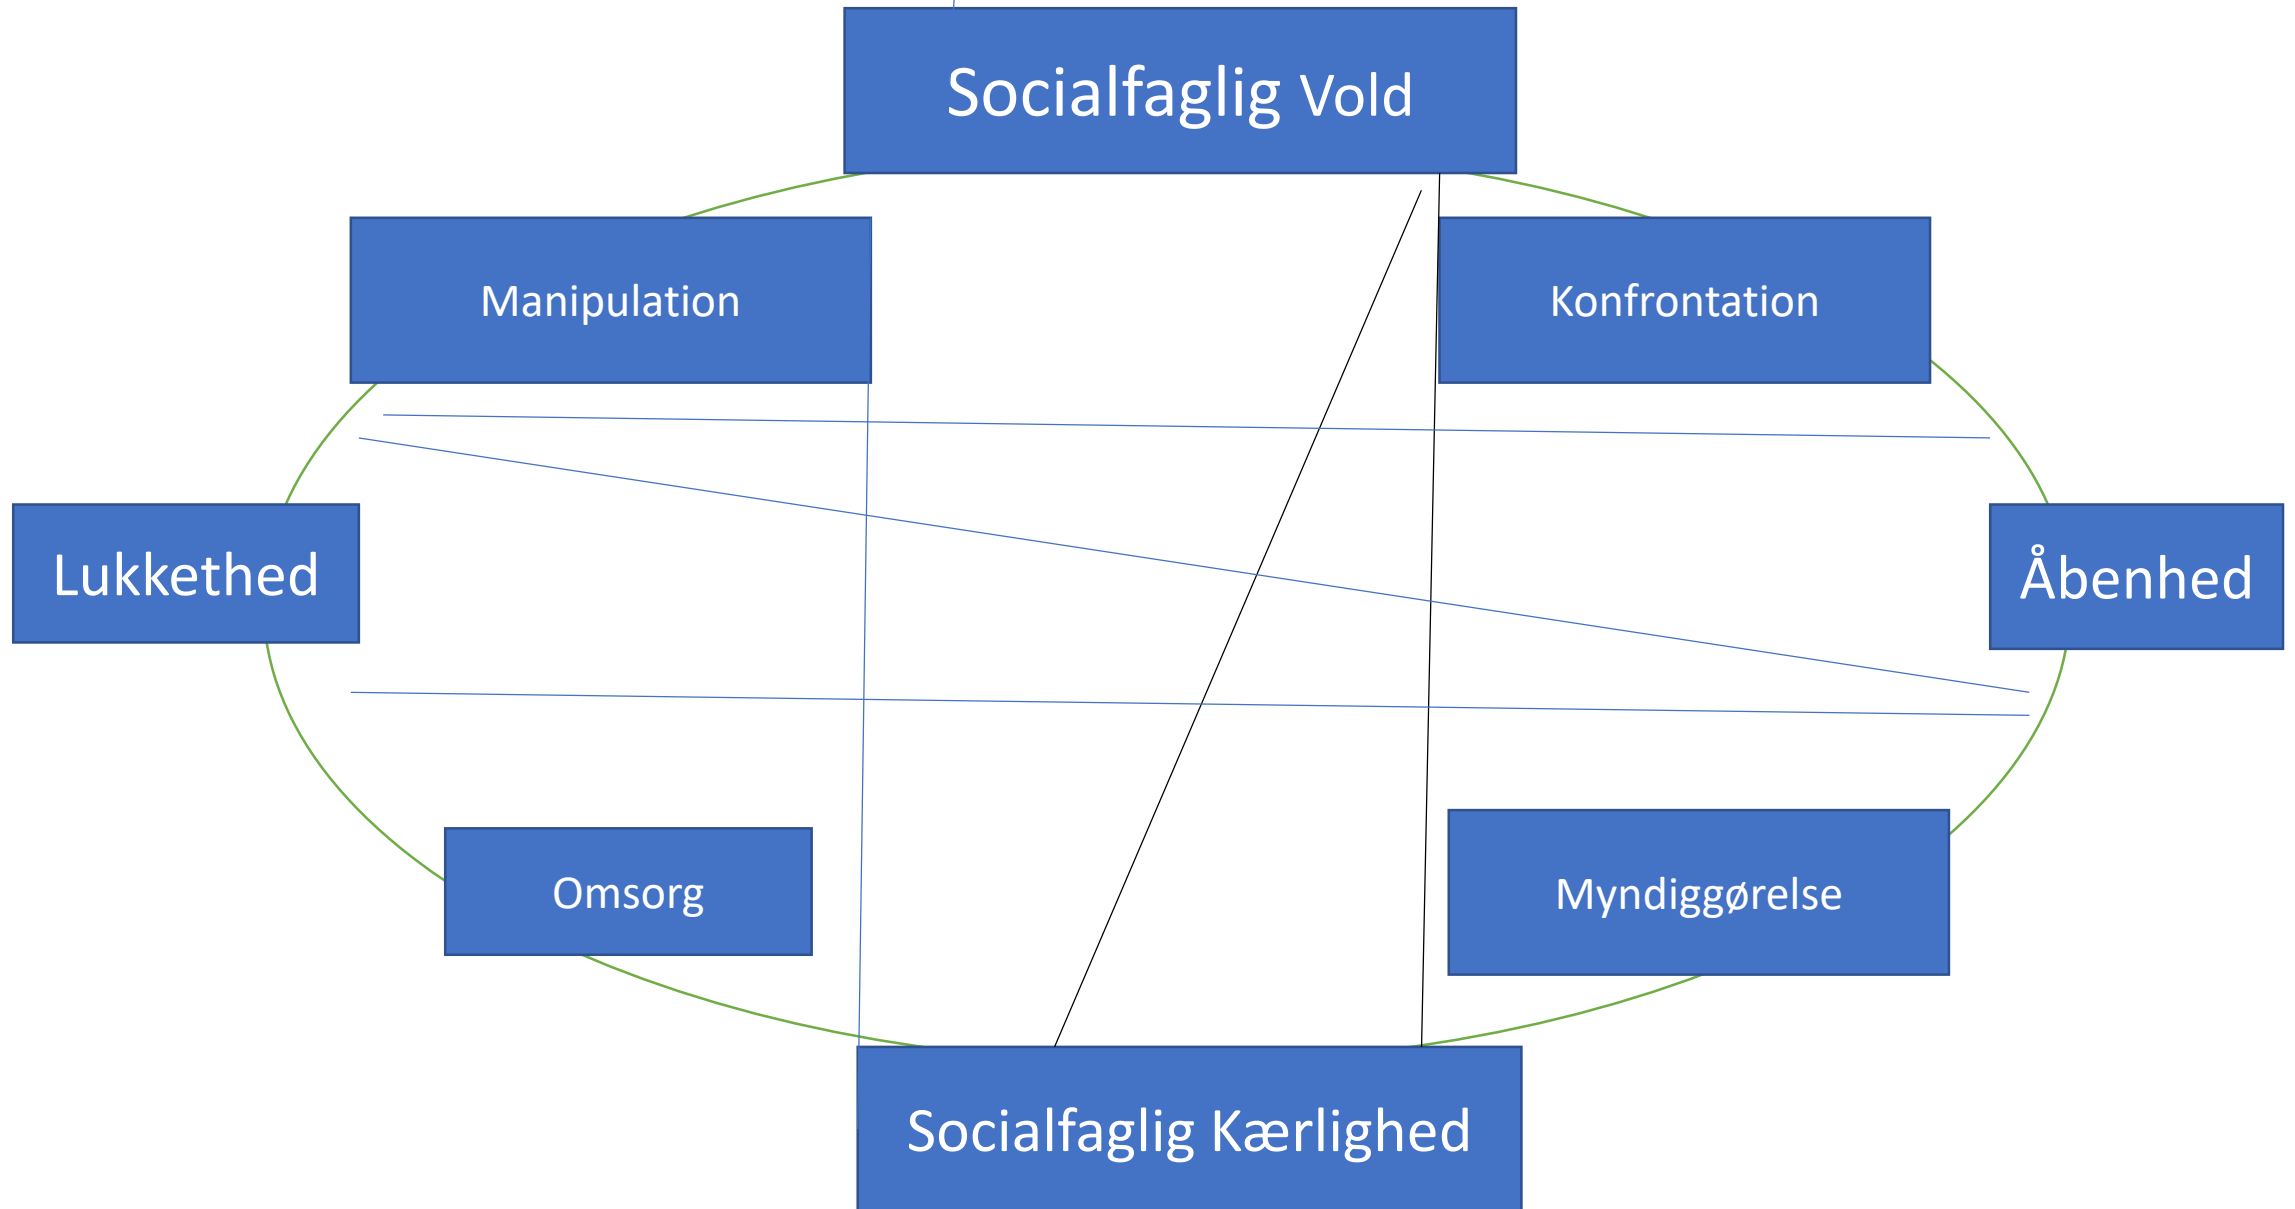 Socialfaglig Vold
Manipulation
Konfrontation
Lukkethed
Åbenhed
Omsorg
Myndiggørelse
Socialfaglig Kærlighed